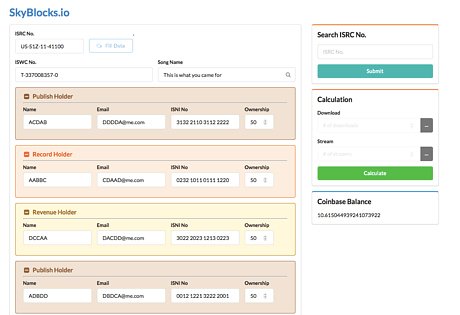 SkyBlocks.io
ISRC No.
US-S1Z-11-41100
Fill Data
ISWC No.
Song Name
T-337008357-0
This is what you came for
Publish Holder
Name Email ISNI No Ownership
ACDAB DDDDA@me.com 3132 2110 3112 2222 50
Record Holder
Name Email ISNI No Ownership
AABBC CDAAD@me.com 0232 1011 0111 1220 50
Revenue Holder
Name Email ISNI No Ownership
DCCAA DACDD@me.com 3022 2023 1213 0223 50
Publish Holder
Name Email ISNI No Ownership
ADBDD DBDCA@me.com 0012 1221 3222 2001 50
Search ISRC No.
ISRC No.
Submit
Calculation
Download
# of download
Stream
# of streams
Calculate
Coinbase Balance
10.615044939241073922